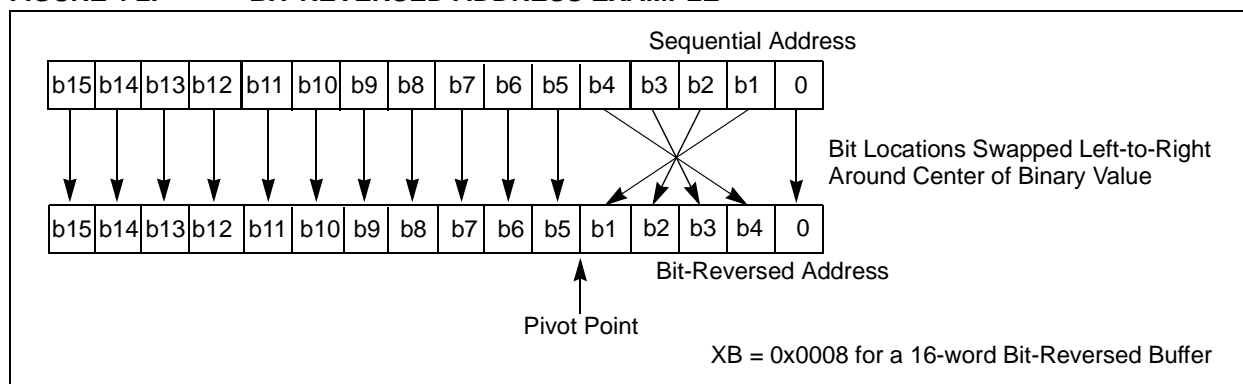 Sequential Address
b15 b14 b13 b12 b11 b10 b9 b8 b7 b6 b5 b4 b3 b2 b1 0
Bit Locations Swapped Left-to-Right
Around Center of Binary Value
b15 b14 b13 b12 b11 b10 b9 b8 b7 b6 b5 b1 b2 b3 b4 0
Bit-Reversed Address
Pivot Point
XB = 0x0008 for a 16-word Bit-Reversed Buffer